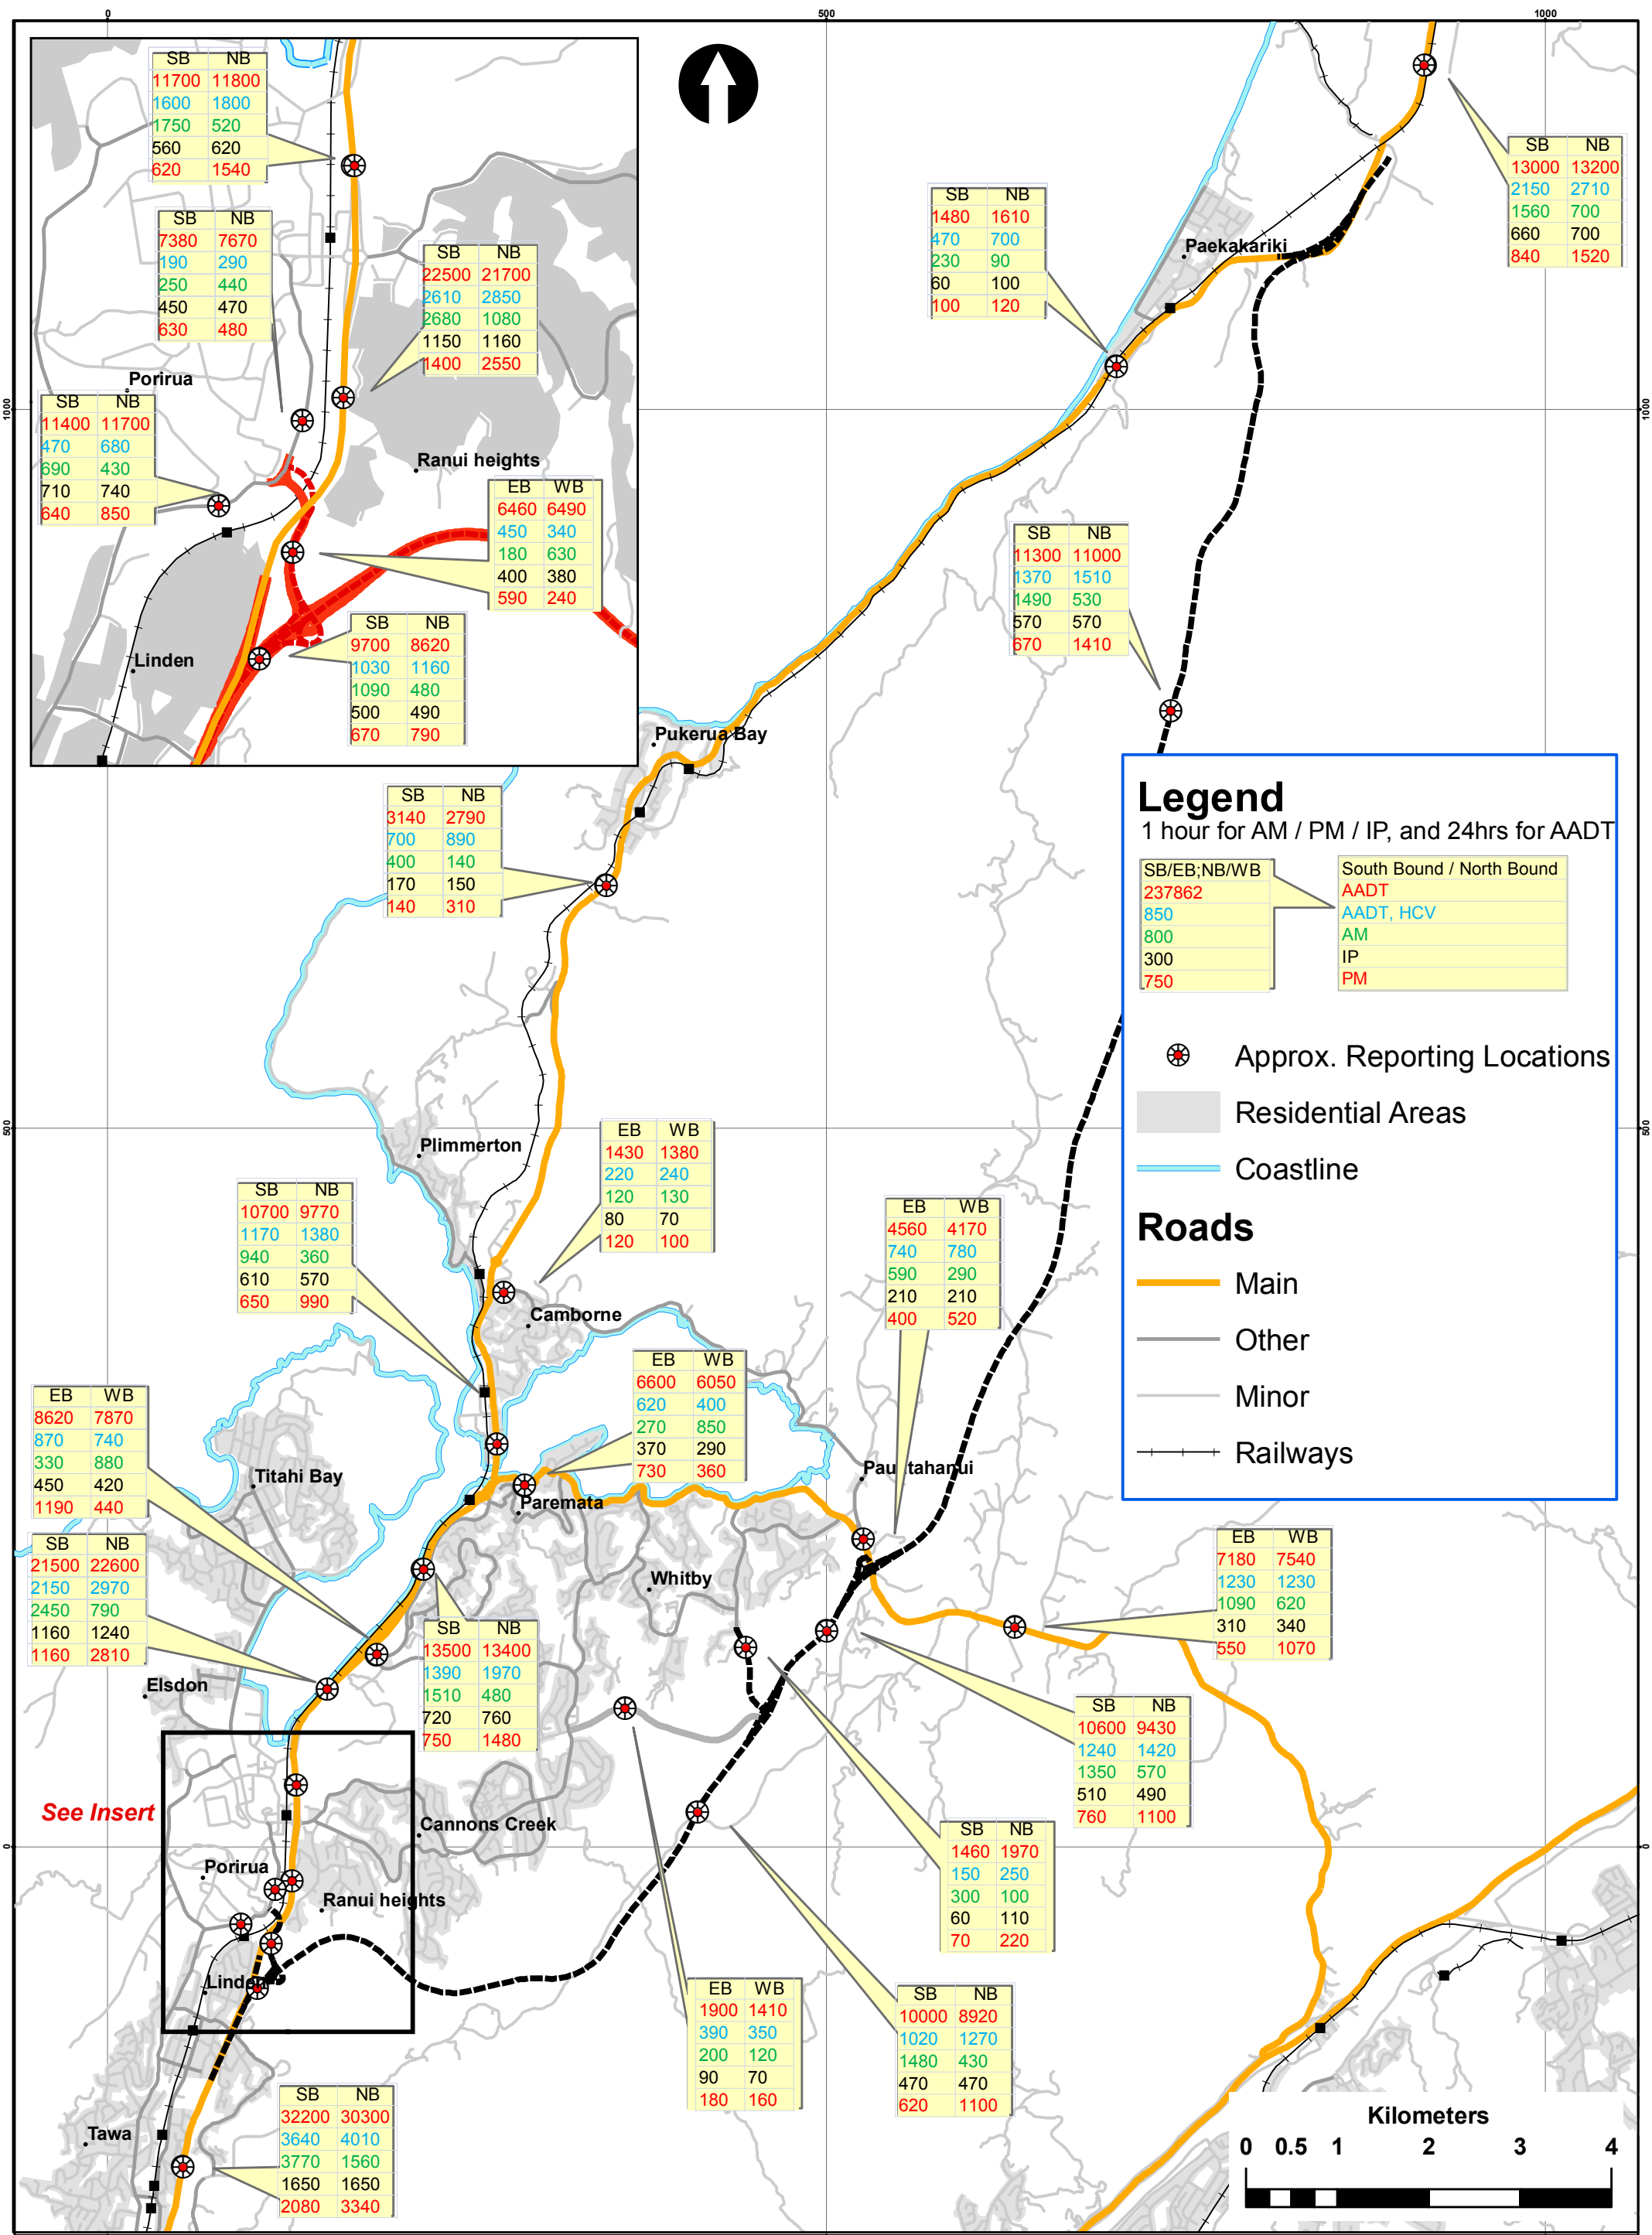 0 500 1000
SB NB
11700 11800
1600 1800
1750 520
560 620
620 1540
SB NB
7380 7670
190 290
250 440
450 470
630 480
SB NB
22500 21700
2610 2850
2680 1080
1150 1160
1400 2550
Porirua
SB NB
11400 11700
470 680
690 430
710 740
640 850
Ranui heights
EB WB
6460 6490
450 340
180 630
400 380
590 240
SB NB
9700 8620
1030 1160
1090 480
500 490
670 790
Linden
SB NB
13000 13200
2150 2710
1560 700
660 700
840 1520
SB NB
1480 1610
470 700
230 90
60 100
100 120
Paekakariki
1000 1000
SB NB
11300 11000
1370 1510
1490 530
570 570
670 1410
Pukerua Bay
SB NB
3140 2790
700 890
400 140
170 150
140 310
Legend
1 hour for AM / PM / IP, and 24hrs for AADT
SB/EB;NB/WB
237862
850
800
300
750
South Bound / North Bound
AADT
AADT, HCV
AM
IP
PM
Approx. Reporting Locations
Residential Areas
Coastline
Roads
Main
Other
Minor
Railways
500 500
Plimmerton
EB WB
1430 1380
220 240
120 130
80 70
120 100
SB NB
10700 9770
1170 1380
940 360
610 570
650 990
EB WB
4560 4170
740 780
590 290
210 210
400 520
Camborne
EB WB
6600 6050
620 400
270 850
370 290
730 360
EB WB
8620 7870
870 740
330 880
450 420
1190 440
Titahi Bay
Pauatahanui
Paremata
SB NB
21500 22600
2150 2970
2450 790
1160 1240
1160 2810
Whitby
EB WB
7180 7540
1230 1230
1090 620
310 340
550 1070
SB NB
13500 13400
1390 1970
1510 480
720 760
750 1480
Elsdon
SB NB
10600 9430
1240 1420
1350 570
510 490
760 1100
See Insert
Cannons Creek
SB NB
1460 1970
150 250
300 100
60 110
70 220
0 0
Porirua
Ranui heights
Linden
EB WB
1900 1410
390 350
200 120
90 70
180 160
SB NB
10000 8920
1020 1270
1480 430
470 470
620 1100
SB NB
32200 30300
3640 4010
3770 1560
1650 1650
2080 3340
Tawa
Kilometers
0 0.5 1 2 3 4